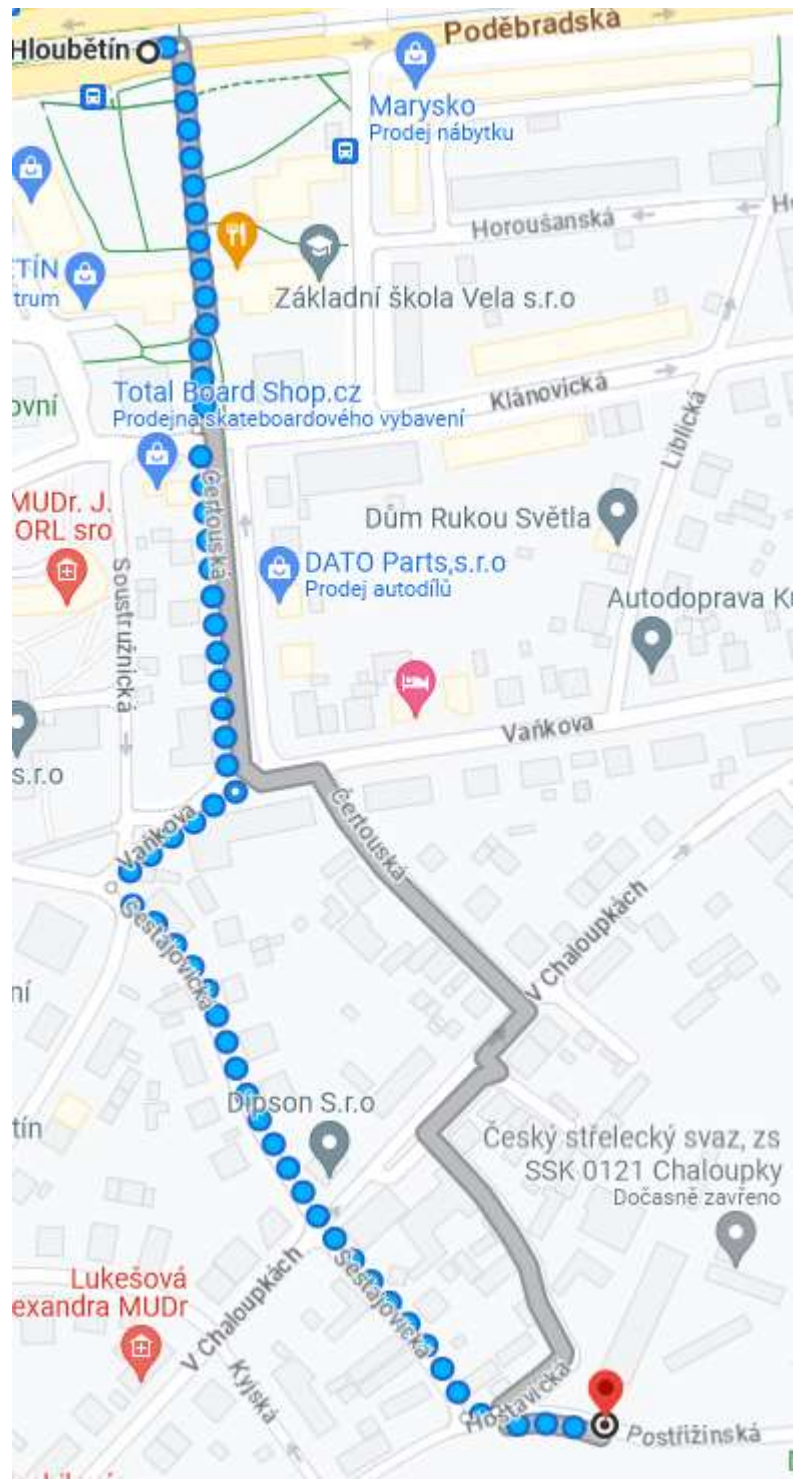 Hloubětín
Poděbradská
Marysko
Prodej nábytku
Horoušanská
TÍN
trum
Základní škola Vela s.r.o
Klánovická
Total Board Shop.cz
Prodejna skateboardového vybavení
ovní
Liblická
Čertouská
MUDr. J.
ORL sro
Soustružnická
Dům Rukou Světla
DATO Parts,s.r.o
Prodej autodílů
Autodoprava
Vaňkova
s.r.o
Čertouská
Vaňkova
Šestajovická
V Chaloupkách
ní
Dipson S.r.o
tín
Český střelecký svaz, zs
SSK 0121 Chaloupky
Dočasně zavřeno
Lukešová
exandra MUDr
V Chaloupkách
Šestajovická
Kyjská
Hostavická
Postřižinská